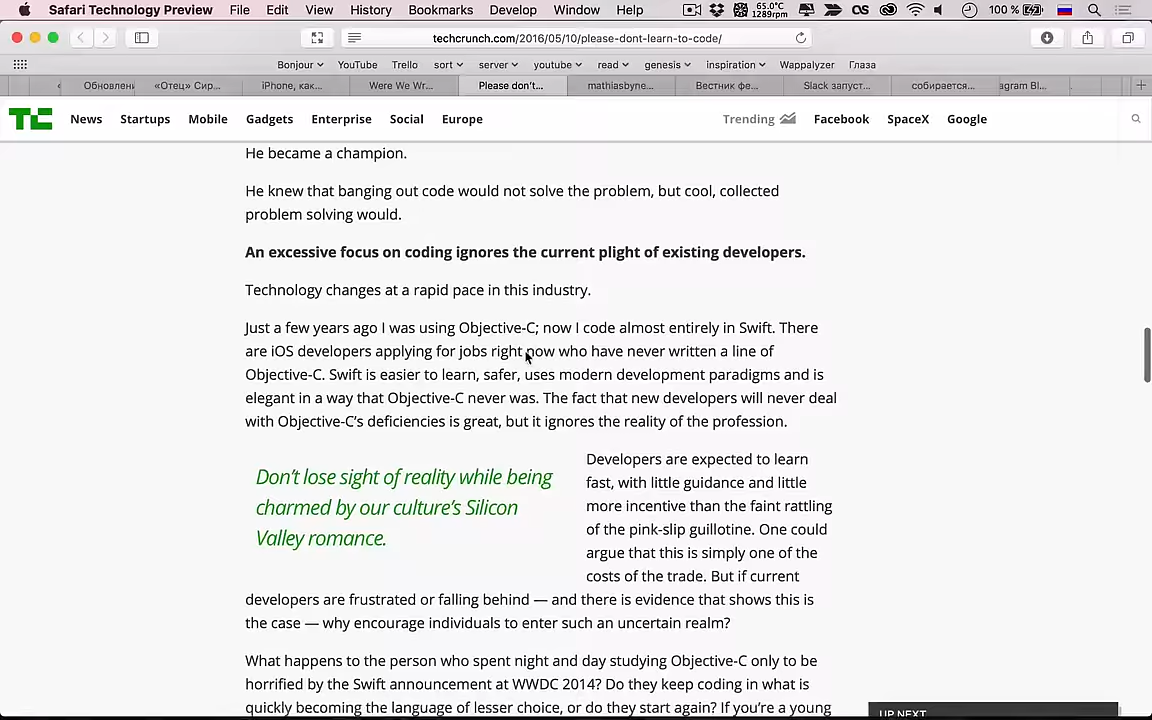 Safari Technology Preview File Edit View History Bookmarks Develop Window Help 65.0°C 1289rpm 100 %
techcrunch.com/2016/05/10/please-dont-learn-to-code/
Bonjour YouTube Trello sort server youtube read genesis inspiration Wappalyzer Глаза
Обновлени «Отец» Сир... iPhone, как... Were We Wr... Please don't... mathiasbyne... Вестник фе... Slack запуст... собирается... agram Bl...
TC News Startups Mobile Gadgets Enterprise Social Europe Trending Facebook SpaceX Google
He became a champion.
He knew that banging out code would not solve the problem, but cool, collected
problem solving would.
An excessive focus on coding ignores the current plight of existing developers.
Technology changes at a rapid pace in this industry.
Just a few years ago I was using Objective-C; now I code almost entirely in Swift. There
are iOS developers applying for jobs right now who have never written a line of
Objective-C. Swift is easier to learn, safer, uses modern development paradigms and is
elegant in a way that Objective-C never was. The fact that new developers will never deal
with Objective-C's deficiencies is great, but it ignores the reality of the profession.
Don't lose sight of reality while being
charmed by our culture's Silicon
Valley romance.
Developers are expected to learn
fast, with little guidance and little
more incentive than the faint rattling
of the pink-slip guillotine. One could
argue that this is simply one of the
costs of the trade. But if current
developers are frustrated or falling behind — and there is evidence that shows this is
the case — why encourage individuals to enter such an uncertain realm?
What happens to the person who spent night and day studying Objective-C only to be
horrified by the Swift announcement at WWDC 2014? Do they keep coding in what is
quickly becoming the language of lesser choice, or do they start again? If you're a young
UP NEXT